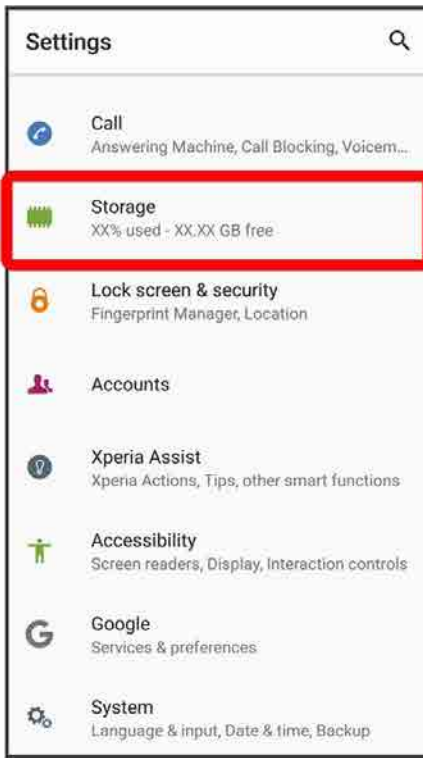 Settings
Call
Answering Machine, Call Blocking, Voicem...
Storage
XX% used - XX.XX GB free
Lock screen & security
Fingerprint Manager, Location
Accounts
Xperia Assist
Xperia Actions, Tips, other smart functions
Accessibility
Screen readers, Display, Interaction controls
Google
Services & preferences
System
Language & input, Date & time, Backup